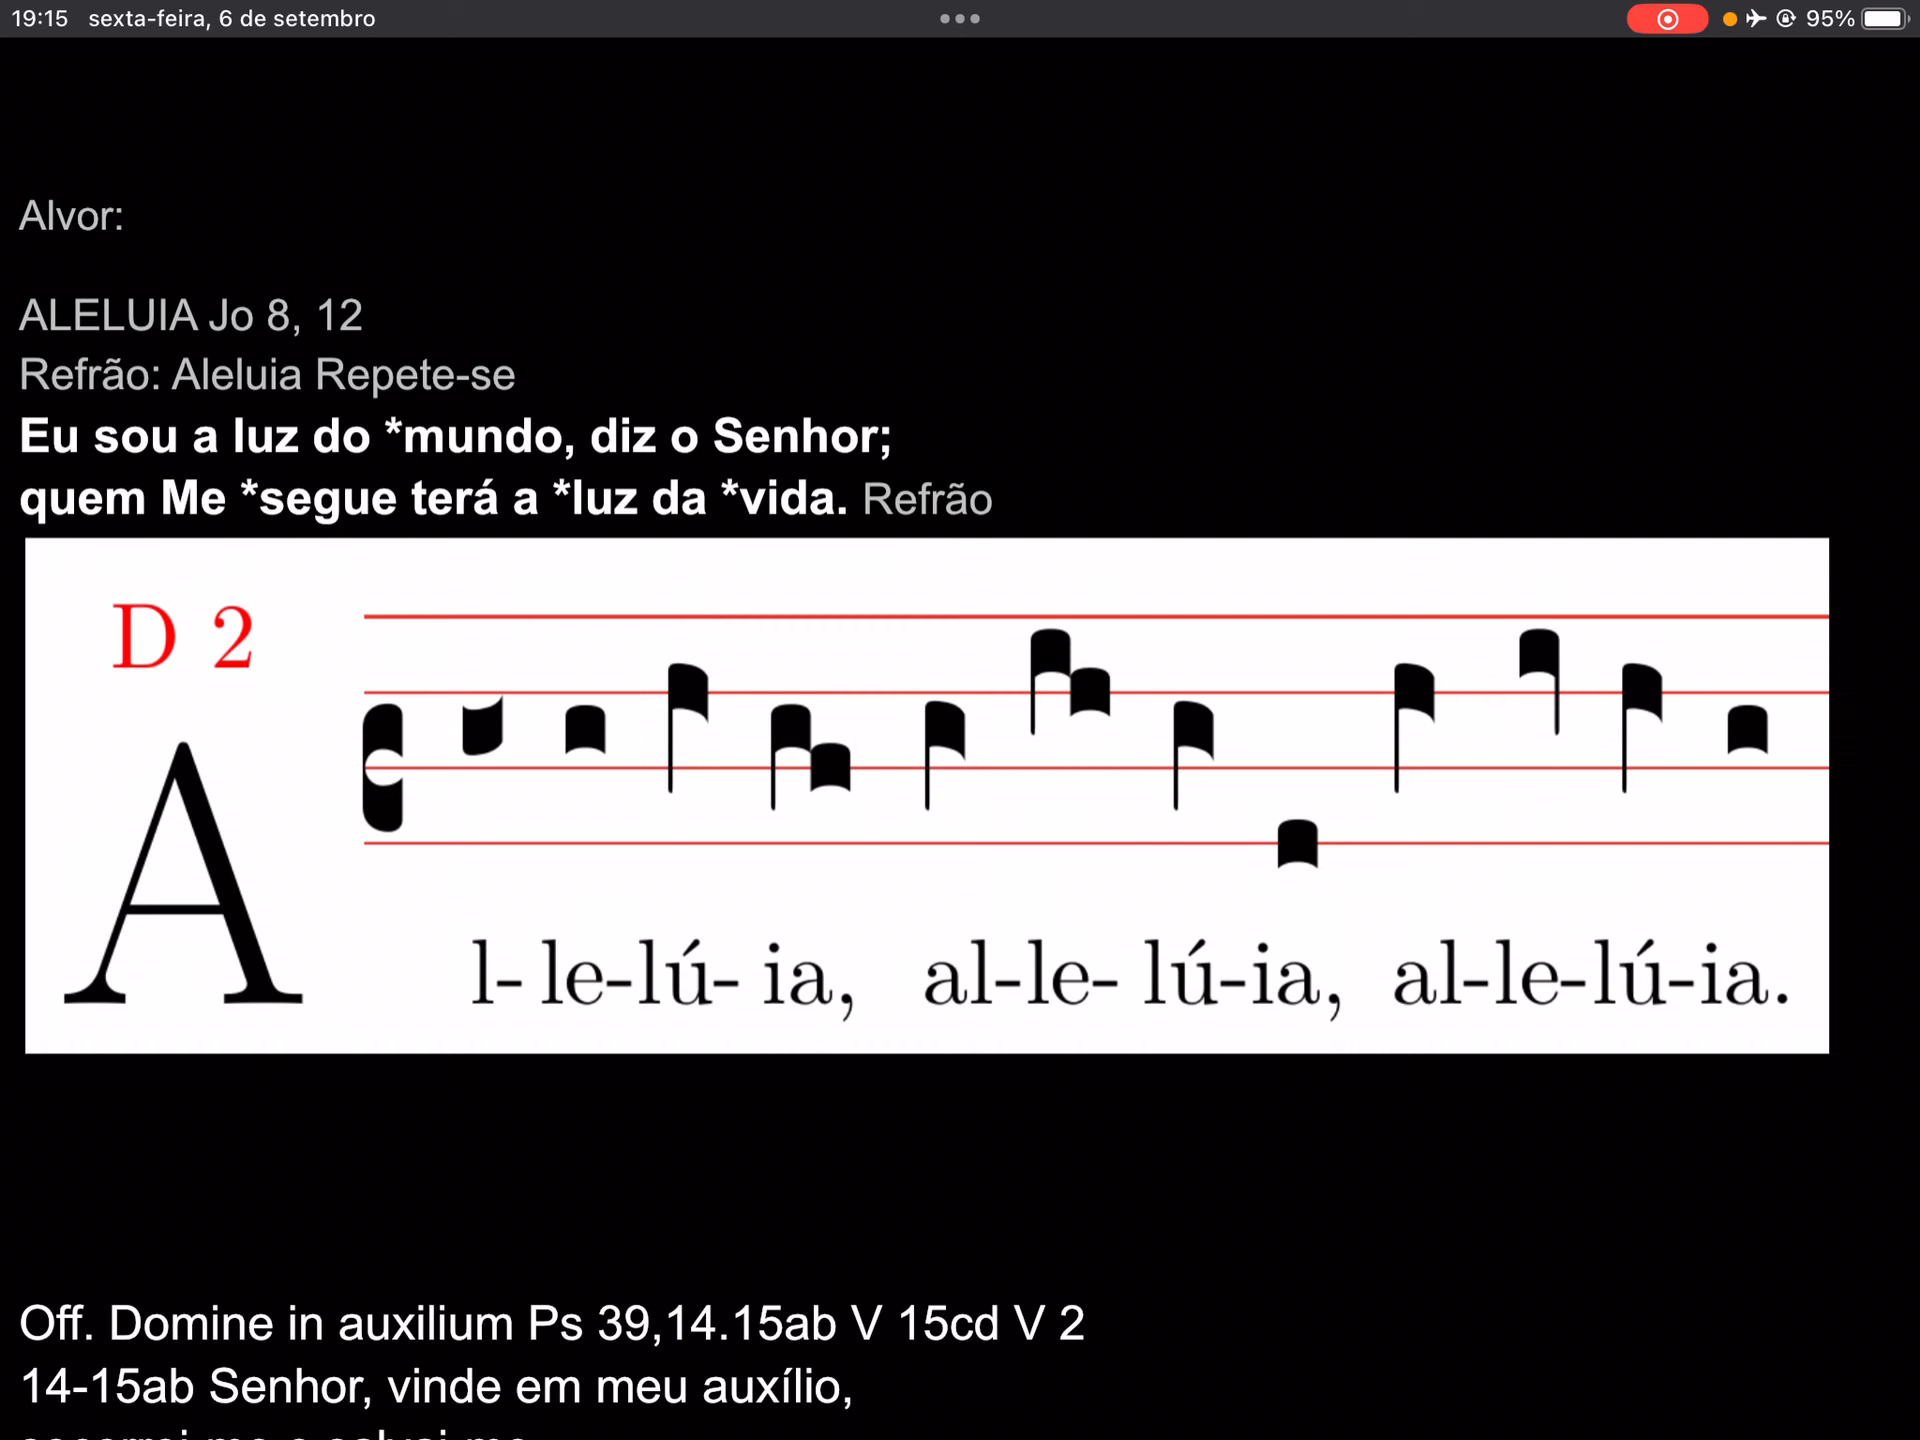 19:15 sexta-feira, 6 de setembro 95%
Alvor:
ALELUIA Jo 8, 12
Refrão: Aleluia Repete-se
Eu sou a luz do *mundo, diz o Senhor;
quem Me *segue terá a *luz da *vida. Refrão
D 2
Al-le-lú-ia, al-le-lú-ia, al-le-lú-ia.
Off. Domine in auxilium Ps 39,14.15ab V 15cd V 2
14-15ab Senhor, vinde em meu auxílio,